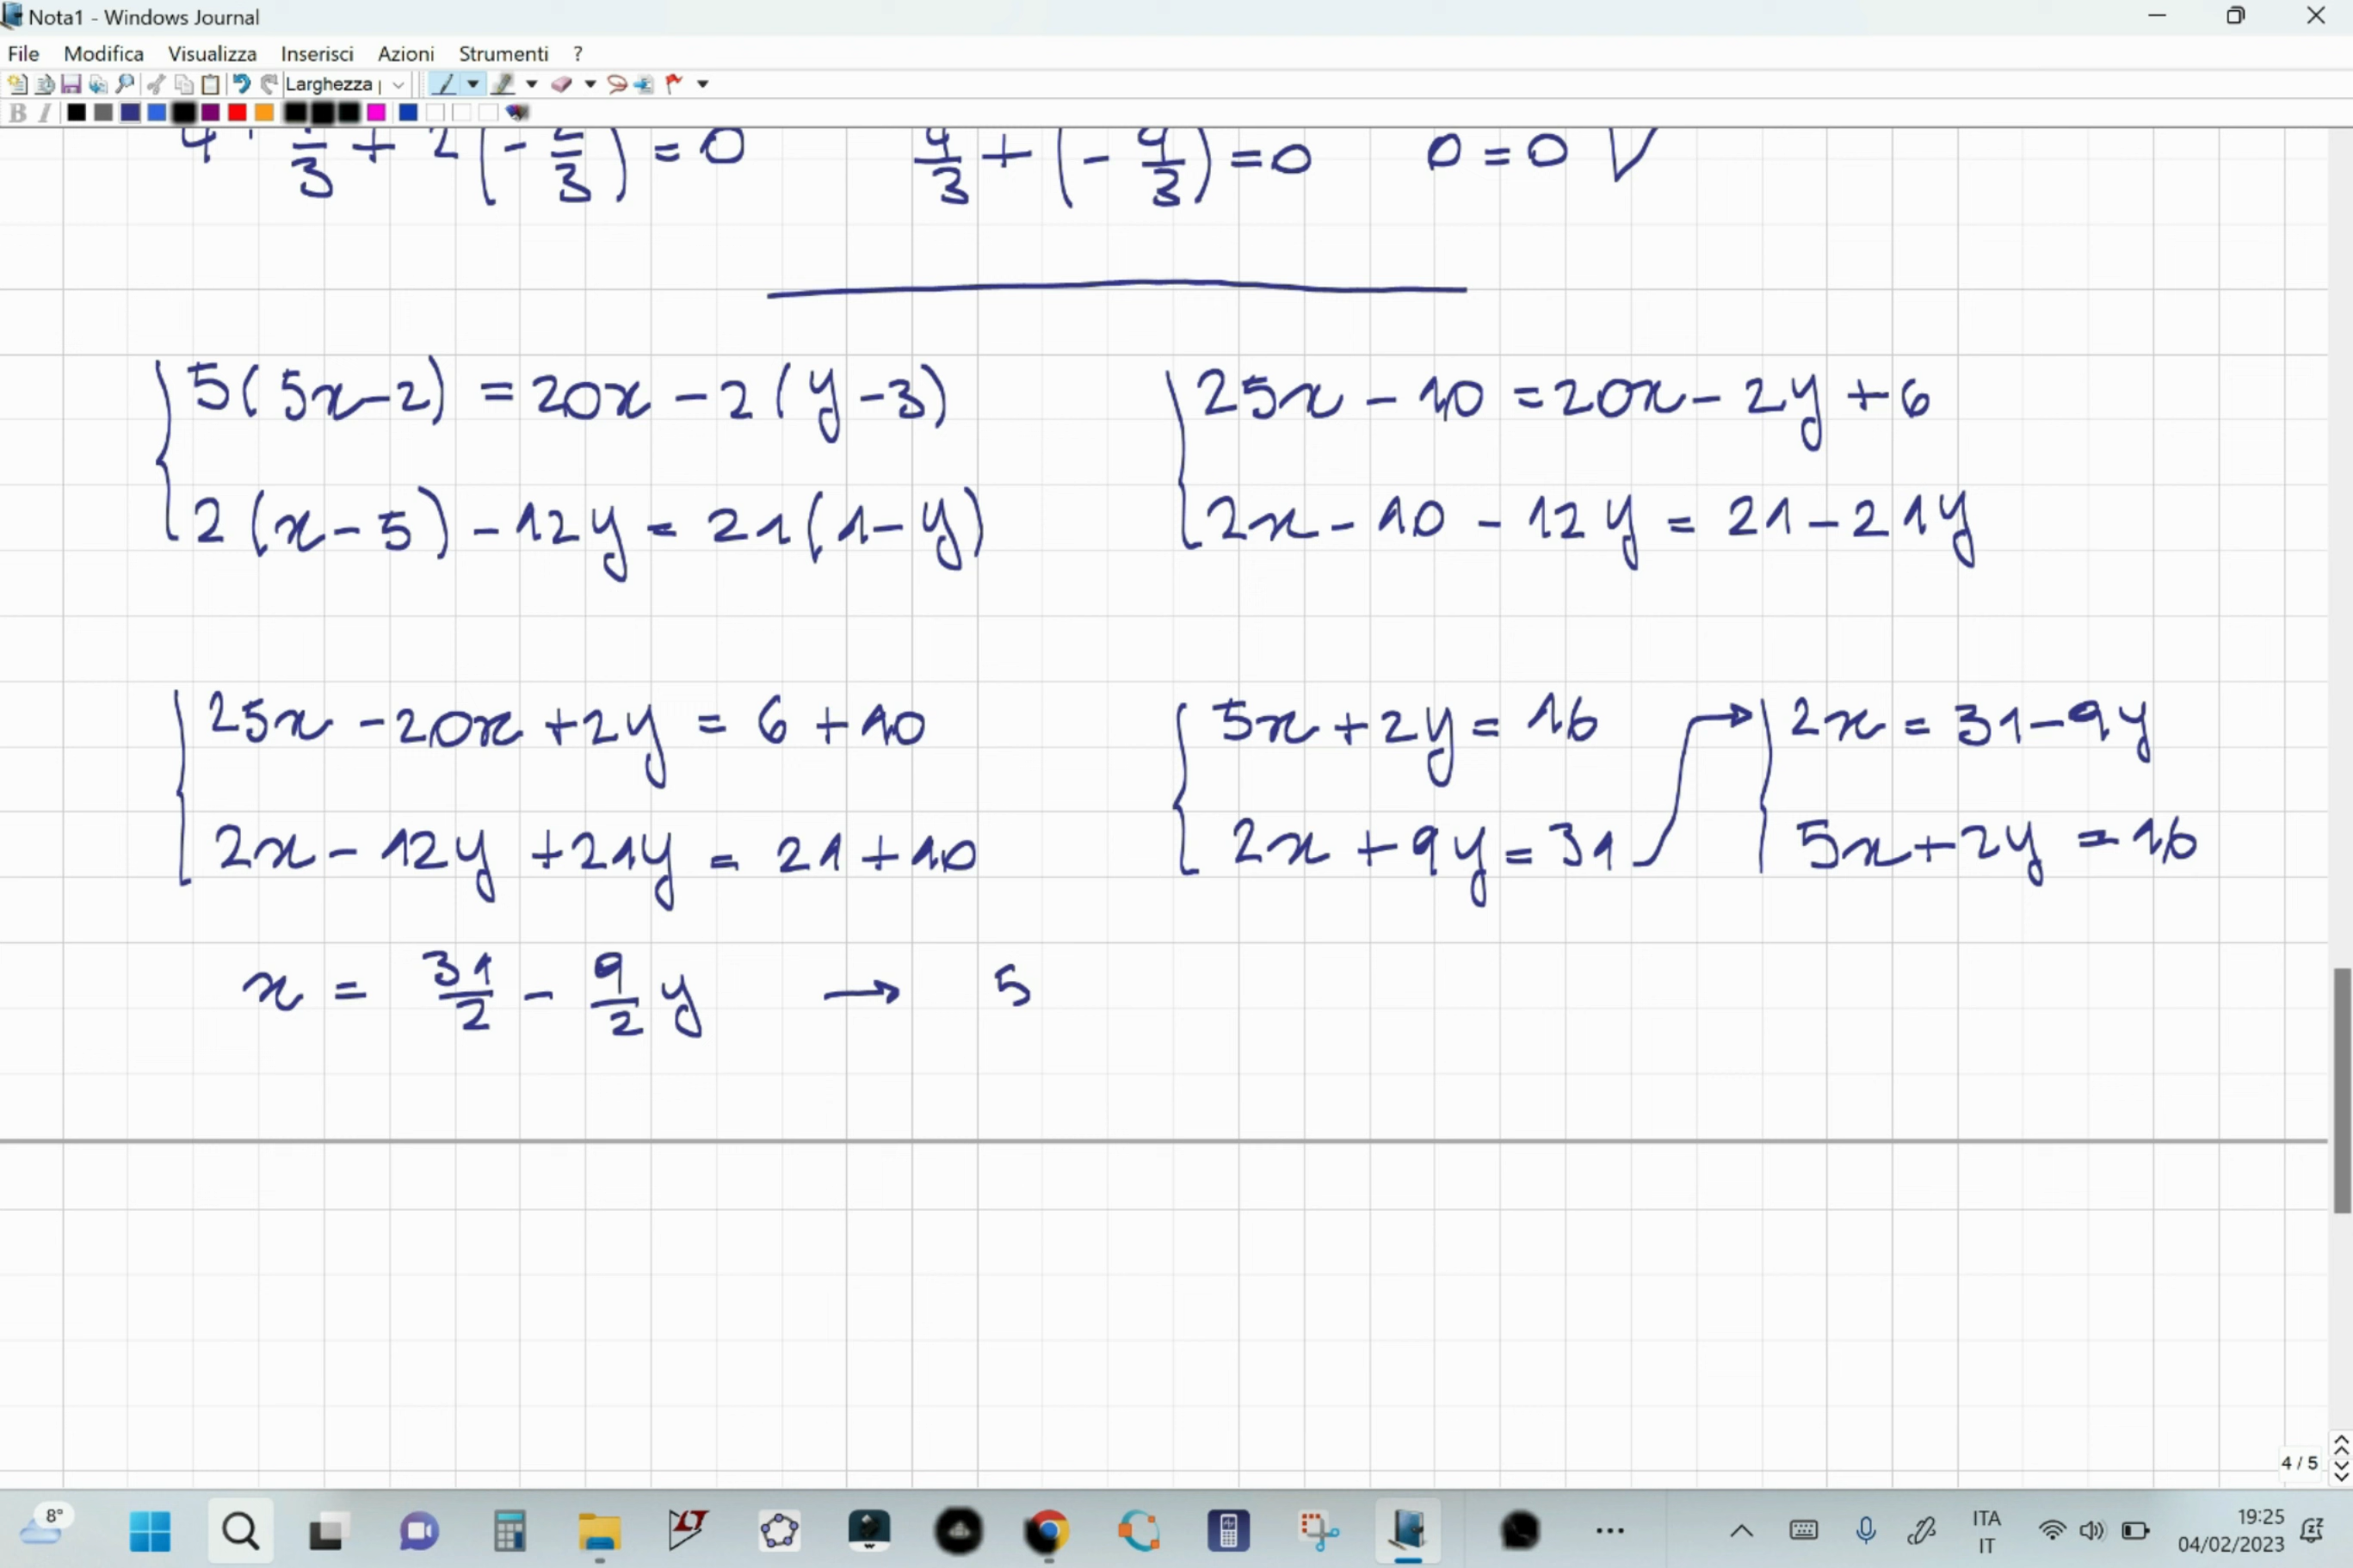 Nota1 - Windows Journal
File Modifica Visualizza Inserisci Azioni Strumenti ?
Larghezza
B I
4 · 1/3 + 2(- 2/3) = 0 4/3 + (- 4/3) = 0 0 = 0 V
5(5x-2) = 20x - 2(y-3) 25x - 10 = 20x - 2y + 6
2(x-5) - 12y = 21(1-y) 2x - 10 - 12y = 21 - 21y
25x - 20x + 2y = 6 + 10 5x + 2y = 16 → 2x = 31 - 9y
2x - 12y + 21y = 21 + 10 2x + 9y = 31 5x + 2y = 16
x = 31/2 - 9/2 y → 5
4 / 5
8° ITA 19:25
IT 04/02/2023